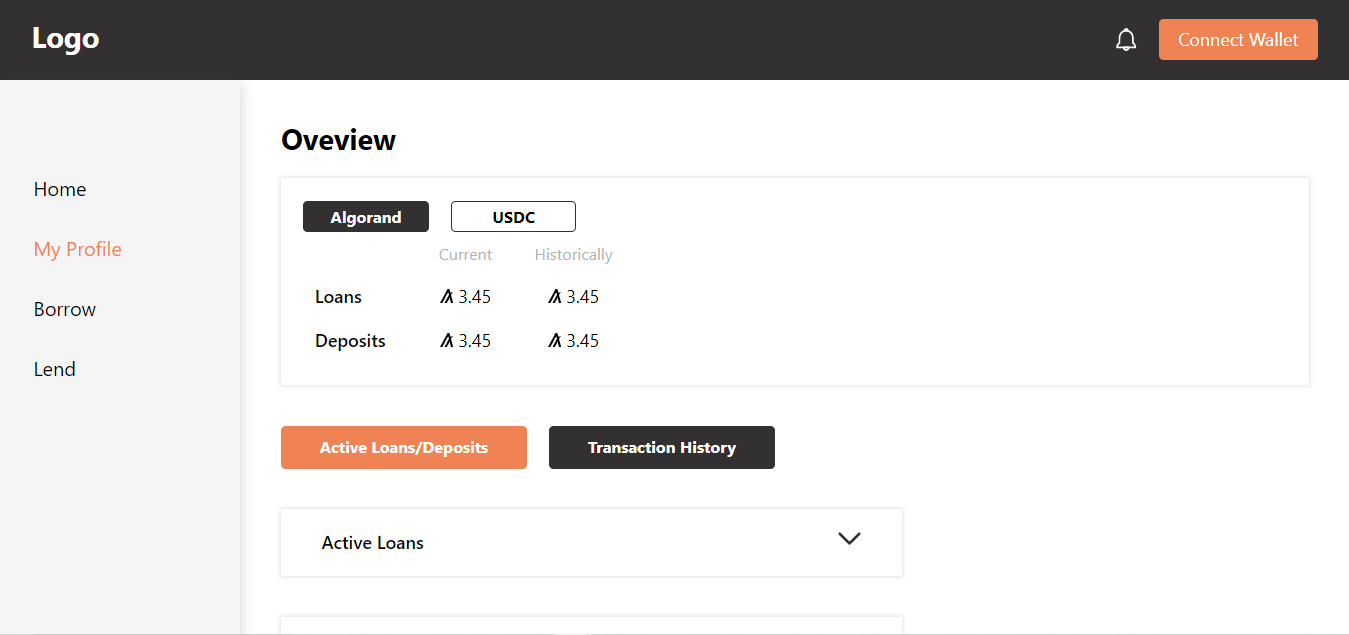 Logo
Connect Wallet
Home
My Profile
Borrow
Lend
Oveview
Algorand USDC
Current Historically
Loans 3.45 3.45
Deposits 3.45 3.45
Active Loans/Deposits Transaction History
Active Loans